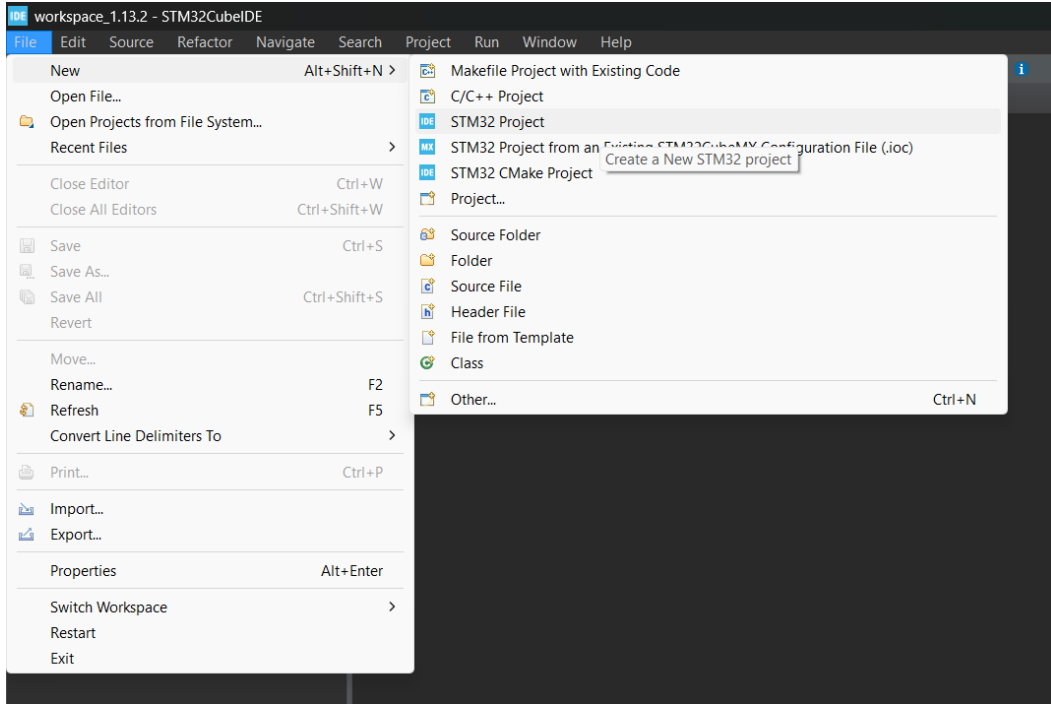 IDE workspace_1.13.2 - STM32CubeIDE
File Edit Source Refactor Navigate Search Project Run Window Help
New Alt+Shift+N >
Open File...
Open Projects from File System...
Recent Files >
Close Editor Ctrl+W
Close All Editors Ctrl+Shift+W
Save Ctrl+S
Save As...
Save All Ctrl+Shift+S
Revert
Move...
Rename... F2
Refresh F5
Convert Line Delimiters To >
Print... Ctrl+P
Import...
Export...
Properties Alt+Enter
Switch Workspace >
Restart
Exit
Makefile Project with Existing Code
C/C++ Project
IDE STM32 Project
MX STM32 Project from an Existing STM32CubeMX Configuration File (.ioc)
Create a New STM32 project
IDE STM32 CMake Project
Project...
Source Folder
Folder
Source File
Header File
File from Template
Class
Other... Ctrl+N